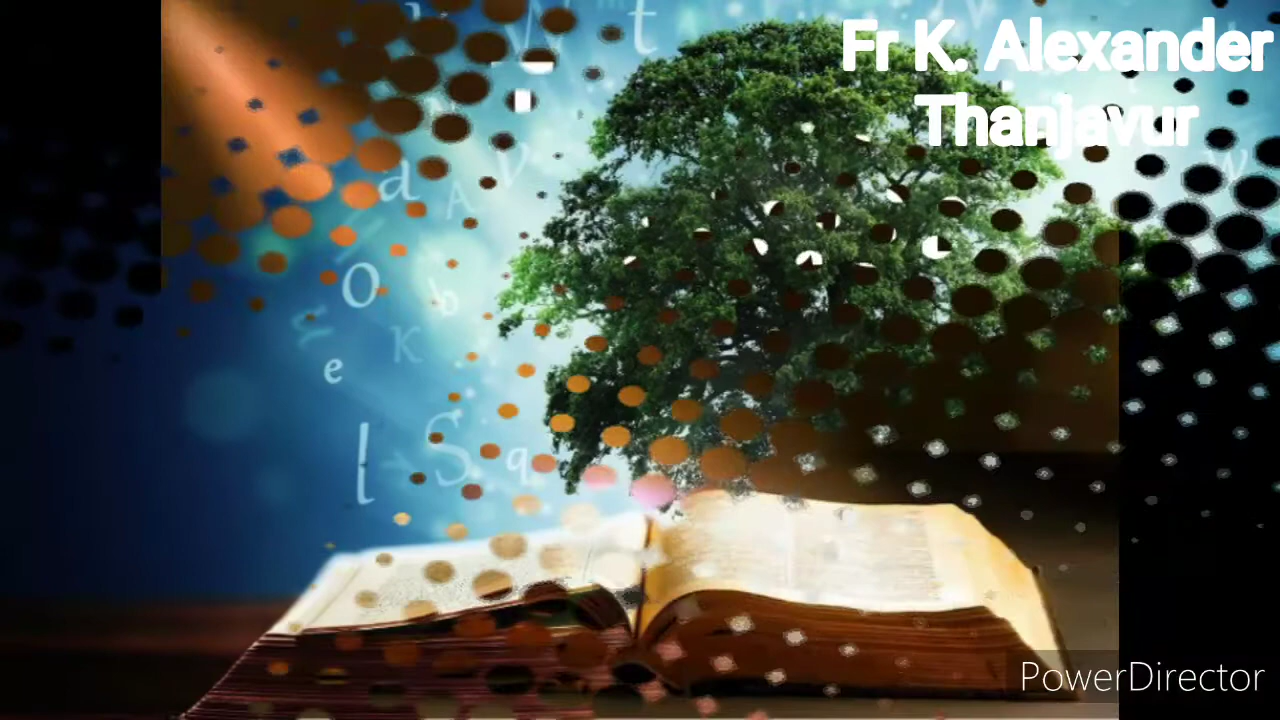 Fr K. Alexander
Thanjavur
t
w
a
A
v
o
b
K
e
l
S
q
PowerDirector